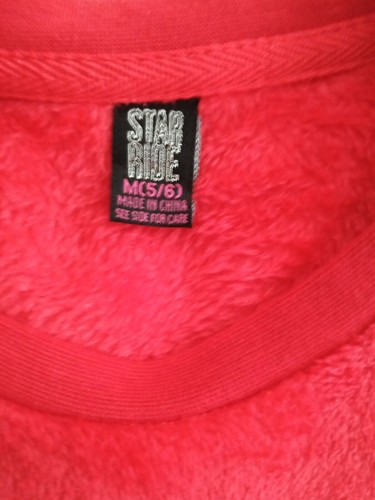 STAR
RIDE
M(5/6)
MADE IN CHINA
SEE SIDE FOR CARE